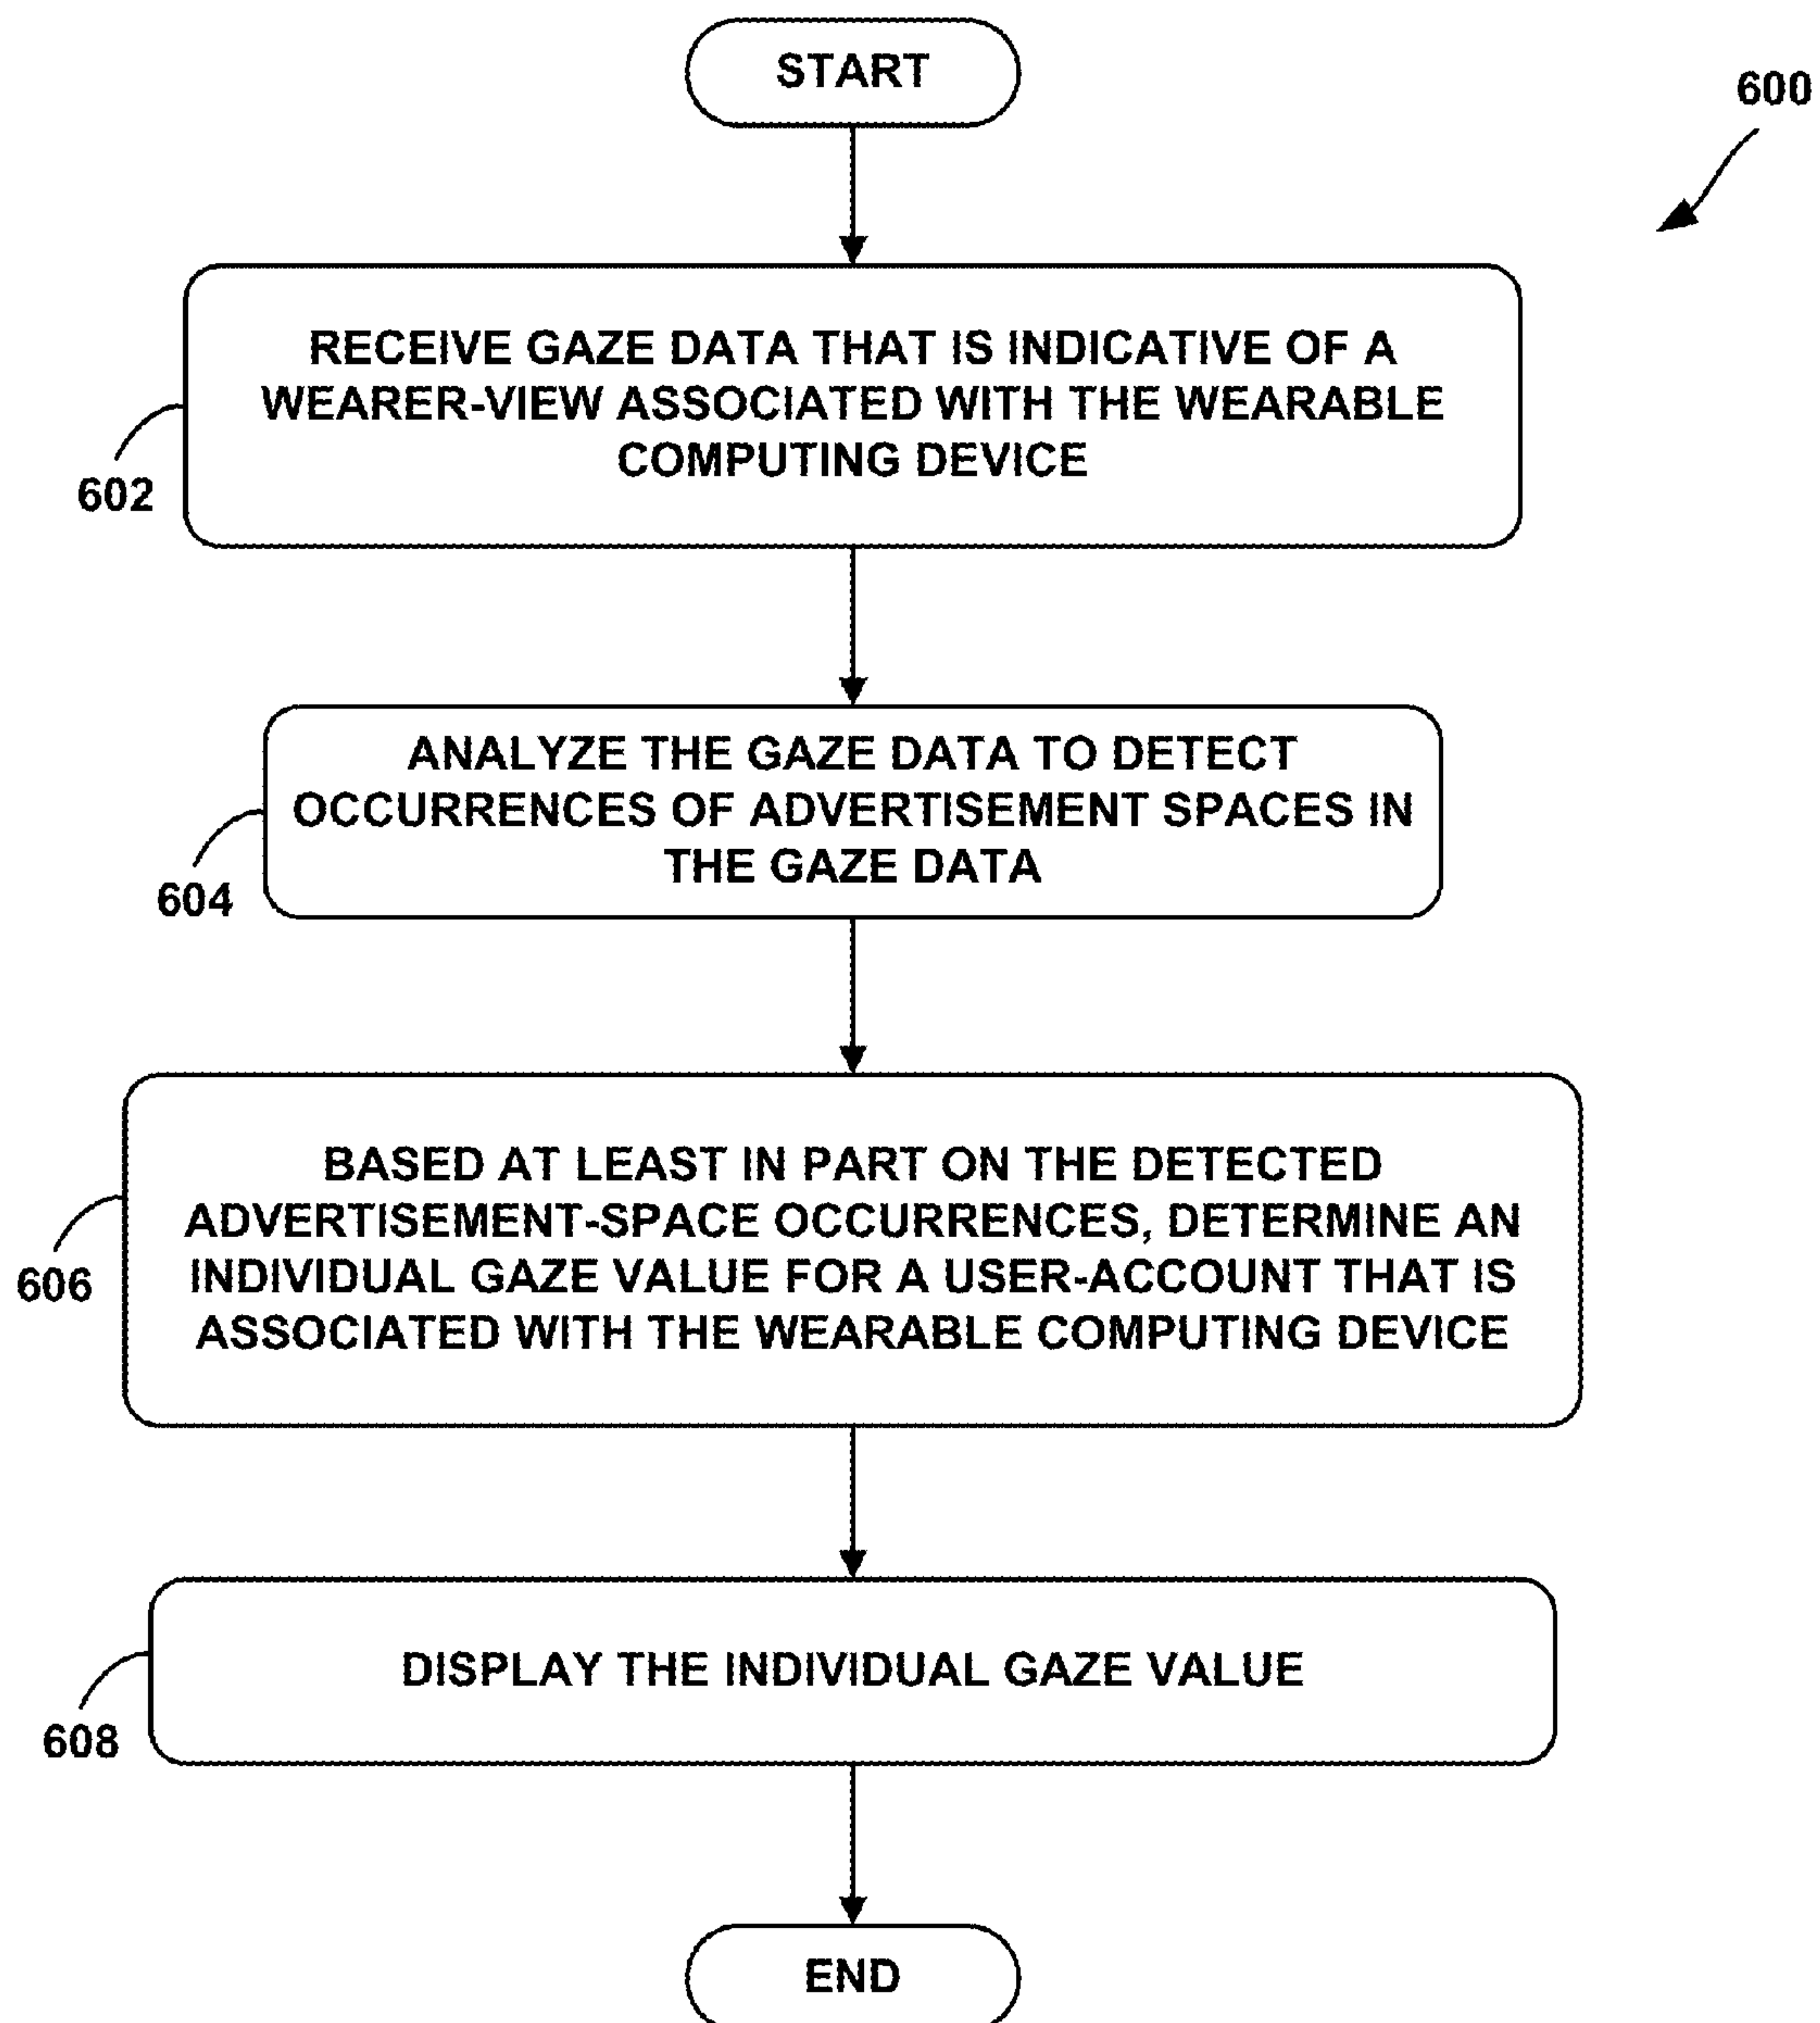 START
600
RECEIVE GAZE DATA THAT IS INDICATIVE OF A
WEARER-VIEW ASSOCIATED WITH THE WEARABLE
COMPUTING DEVICE
602
ANALYZE THE GAZE DATA TO DETECT
OCCURRENCES OF ADVERTISEMENT SPACES IN
THE GAZE DATA
604
BASED AT LEAST IN PART ON THE DETECTED
ADVERTISEMENT-SPACE OCCURRENCES, DETERMINE AN
INDIVIDUAL GAZE VALUE FOR A USER-ACCOUNT THAT IS
ASSOCIATED WITH THE WEARABLE COMPUTING DEVICE
606
DISPLAY THE INDIVIDUAL GAZE VALUE
608
END